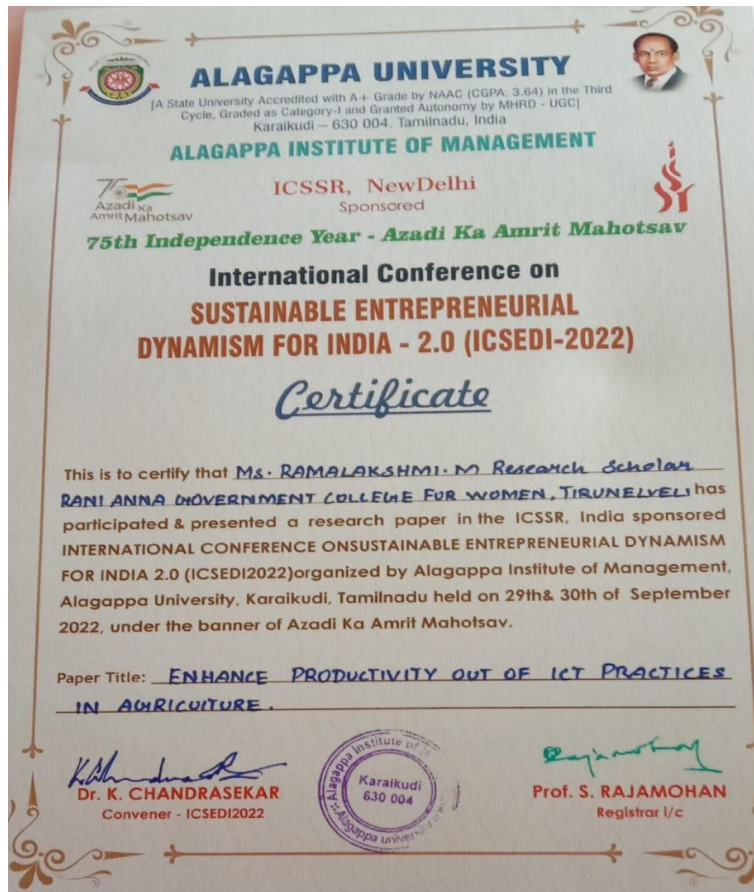 ALAGAPPA UNIVERSITY
[A State University Accredited with A+ Grade by NAAC (CGPA: 3.64) in the Third
Cycle, Graded as Category-I and Granted Autonomy by MHRD - UGC]
Karaikudi – 630 004. Tamilnadu, India
ALAGAPPA INSTITUTE OF MANAGEMENT
75
Azadi Ka
Amrit Mahotsav
ICSSR, NewDelhi
Sponsored
75th Independence Year - Azadi Ka Amrit Mahotsav
International Conference on
SUSTAINABLE ENTREPRENEURIAL
DYNAMISM FOR INDIA - 2.0 (ICSEDI-2022)
Certificate
This is to certify that Ms. RAMALAKSHMI. M Research Scholar
RANI ANNA GOVERNMENT COLLEGE FOR WOMEN, TIRUNELVELI has
participated & presented a research paper in the ICSSR, India sponsored
INTERNATIONAL CONFERENCE ONSUSTAINABLE ENTREPRENEURIAL DYNAMISM
FOR INDIA 2.0 (ICSEDI2022)organized by Alagappa Institute of Management,
Alagappa University, Karaikudi, Tamilnadu held on 29th& 30th of September
2022, under the banner of Azadi Ka Amrit Mahotsav.
Paper Title: ENHANCE PRODUCTIVITY OUT OF ICT PRACTICES
IN AGRICULTURE.
Dr. K. CHANDRASEKAR
Convener - ICSEDI2022
Alagappa Institute of
Karaikudi
630 004
Alagappa University
Rajamohan
Prof. S. RAJAMOHAN
Registrar i/c